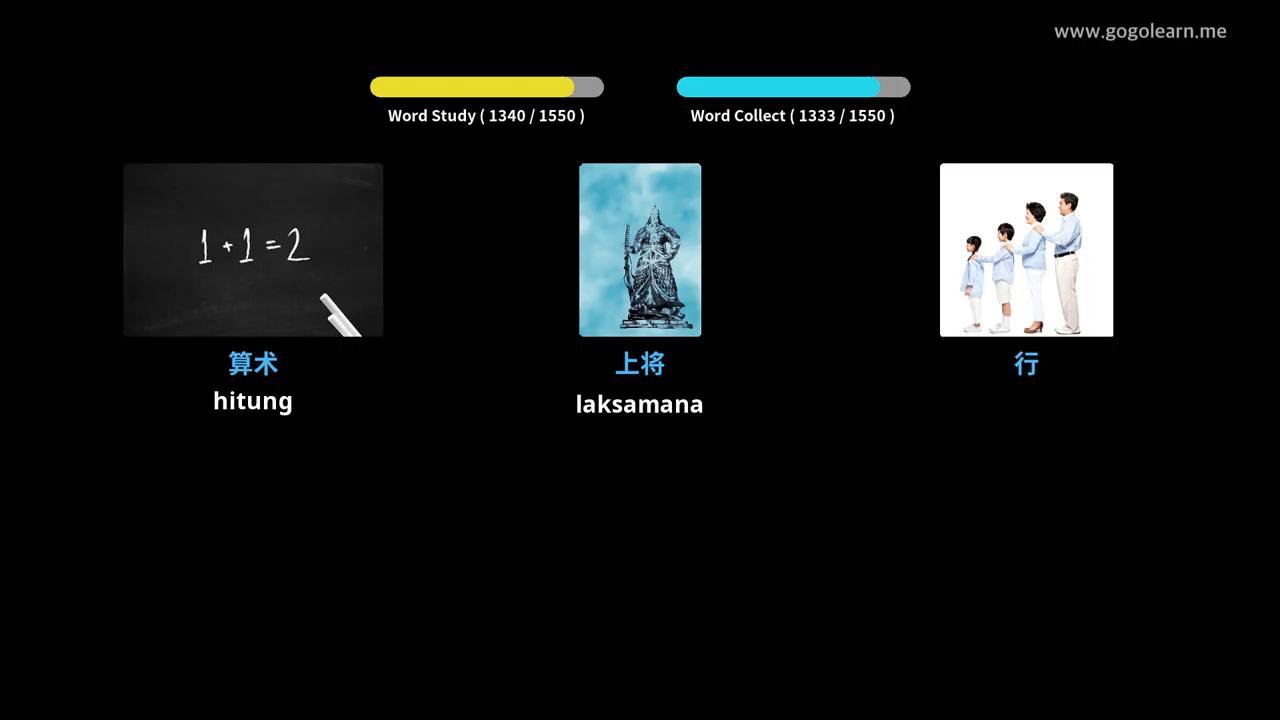 www.gogolearn.me
Word Study ( 1340 / 1550 )
Word Collect ( 1333 / 1550 )
1 + 1 = 2
算术
上将
行
hitung
laksamana